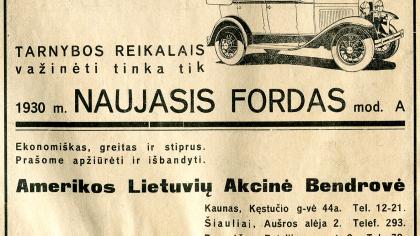 TARNYBOS REIKALAIS
važinėti tinka tik
1930 m. NAUJASIS FORDAS mod. A
Ekonomiškas, greitas ir stiprus.
Prašome apžiūrėti ir išbandyti.
Amerikos Lietuvių Akcinė Bendrovė
Kaunas, Kęstučio g-vė 44a. Tel. 12-21.
Šiauliai, Aušros alėja 2. Telef. 293.